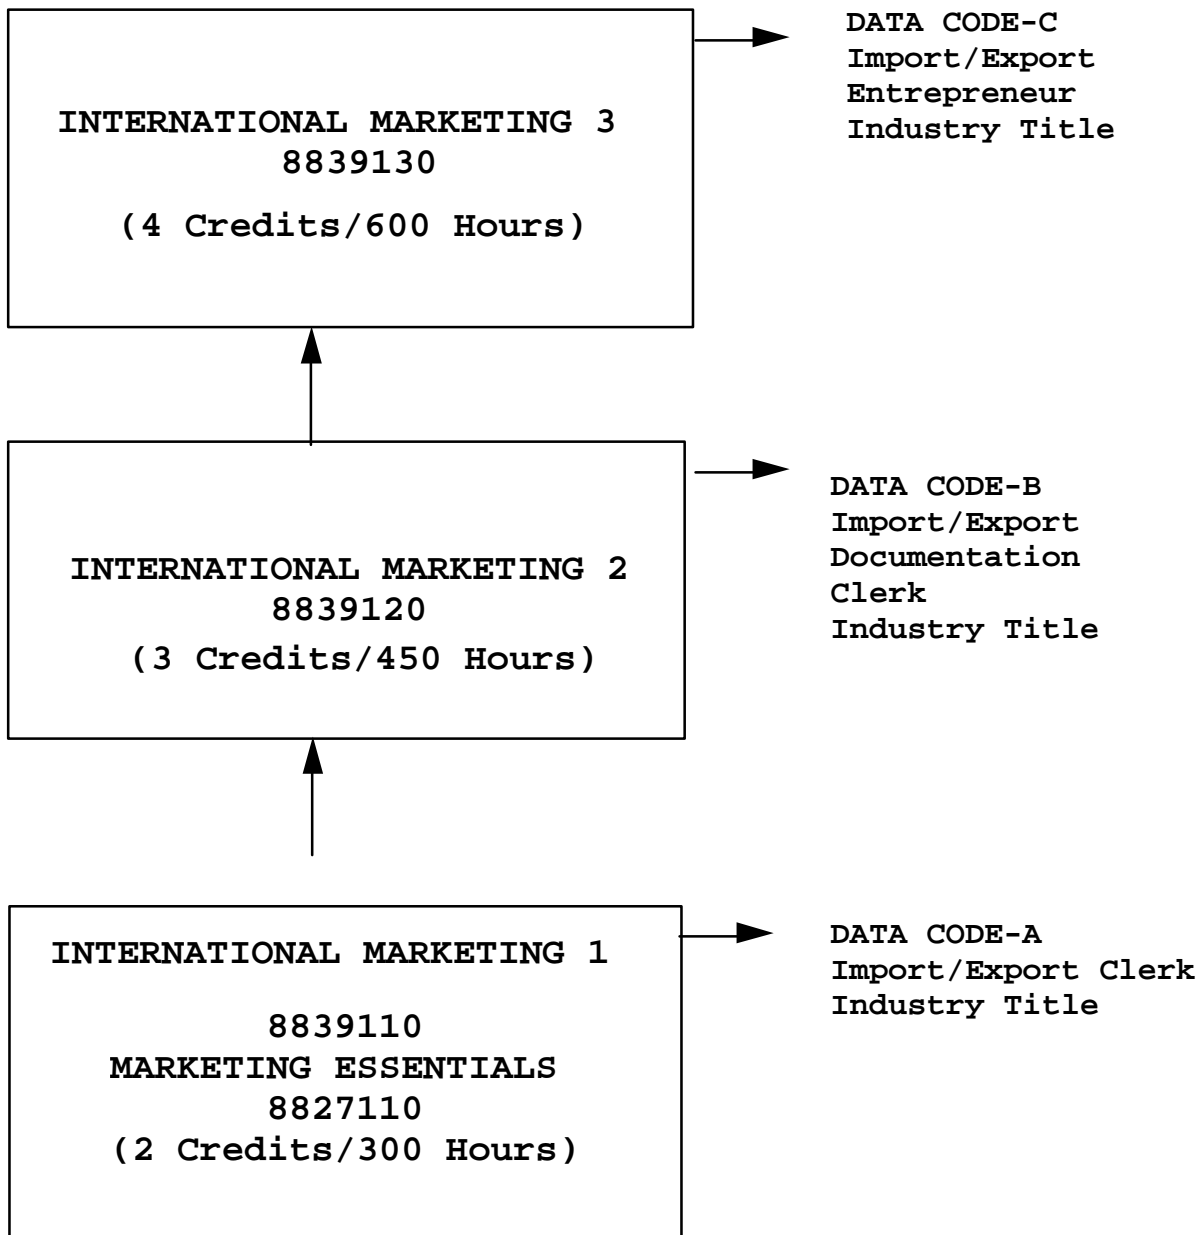 INTERNATIONAL MARKETING 3
8839130
(4 Credits/600 Hours)
DATA CODE-C
Import/Export
Entrepreneur
Industry Title
INTERNATIONAL MARKETING 2
8839120
(3 Credits/450 Hours)
DATA CODE-B
Import/Export
Documentation
Clerk
Industry Title
INTERNATIONAL MARKETING 1
8839110
MARKETING ESSENTIALS
8827110
(2 Credits/300 Hours)
DATA CODE-A
Import/Export Clerk
Industry Title